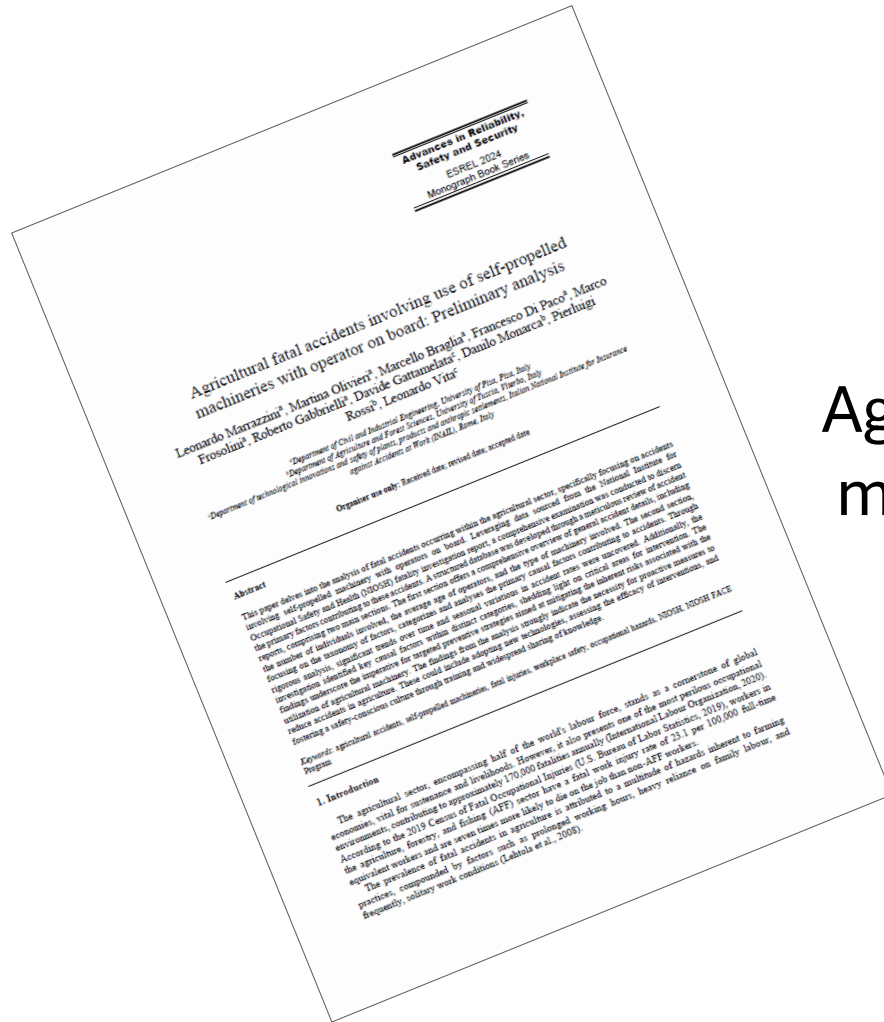 Advances in Reliability,
Safety and Security
ESREL 2024
Monograph Book Series
Agricultural fatal accidents involving use of self-propelled
machineries with operator on board: Preliminary analysis
Leonardo Marrazziniᵃ, Martina Olivieriᵃ, Marcello Bragliaᵃ, Francesco Di Pacoᵃ, Marco
Frosoliniᵃ, Roberto Gabbrielliᵃ, Davide Gattamelataᶜ, Danilo Monarcaᵇ, Pierluigi
Rossiᵇ, Leonardo Vitaᶜ
ᵃDepartment of Civil and Industrial Engineering, University of Pisa, Pisa, Italy
ᵇDepartment of Agriculture and Forest Sciences, University of Tuscia, Viterbo, Italy
ᶜDepartment of technological innovations and safety of plants, products and anthropic settlements, Italian National Institute for Insurance
against Accidents at Work (INAIL), Rome, Italy
Organizer use only: Received date; revised date; accepted date
Abstract
This paper delves into the analysis of fatal accidents occurring within the agricultural sector, specifically focusing on accidents
involving self-propelled machinery with operators on board. Leveraging data sourced from the National Institute for
Occupational Safety and Health (NIOSH) fatality investigation report, a comprehensive examination was conducted to discern
the primary factors contributing to these accidents. A structured database was developed through a meticulous review of accident
reports, comprising two main sections. The first section offers a comprehensive overview of general accident details, including
the number of individuals involved, the average age of operators, and the type of machinery involved. The second section,
focusing on the taxonomy of factors, categorizes and analyses the primary causal factors contributing to accidents. Through
rigorous analysis, significant trends over time and seasonal variations in accident rates were uncovered. Additionally, the
investigation identified key causal factors within distinct categories, shedding light on critical areas for intervention. The
findings underscore the imperative for targeted preventive strategies aimed at mitigating the inherent risks associated with the
utilization of agricultural machinery. The findings from the analysis strongly indicate the necessity for proactive measures to
reduce accidents in agriculture. These could include adopting new technologies, assessing the efficacy of interventions, and
fostering a safety-conscious culture through training and widespread sharing of knowledge.
Keywords: agricultural accidents, self-propelled machineries, fatal injuries, workplace safety, occupational hazards, NIOSH, NIOSH FACE
Program
1. Introduction
The agricultural sector, encompassing half of the world's labour force, stands as a cornerstone of global
economies, vital for sustenance and livelihoods. However, it also presents one of the most perilous occupational
environments, contributing to approximately 170,000 fatalities annually (International Labour Organization, 2020).
According to the 2019 Census of Fatal Occupational Injuries (U.S. Bureau of Labor Statistics, 2019), workers in
the agriculture, forestry, and fishing (AFF) sector have a fatal work injury rate of 23.1 per 100,000 full-time
equivalent workers and are seven times more likely to die on the job than non-AFF workers.
The prevalence of fatal accidents in agriculture is attributed to a multitude of hazards inherent to farming
practices, compounded by factors such as prolonged working hours, heavy reliance on family labour, and
frequently, solitary work conditions (Lehtola et al., 2008).
Ag
m